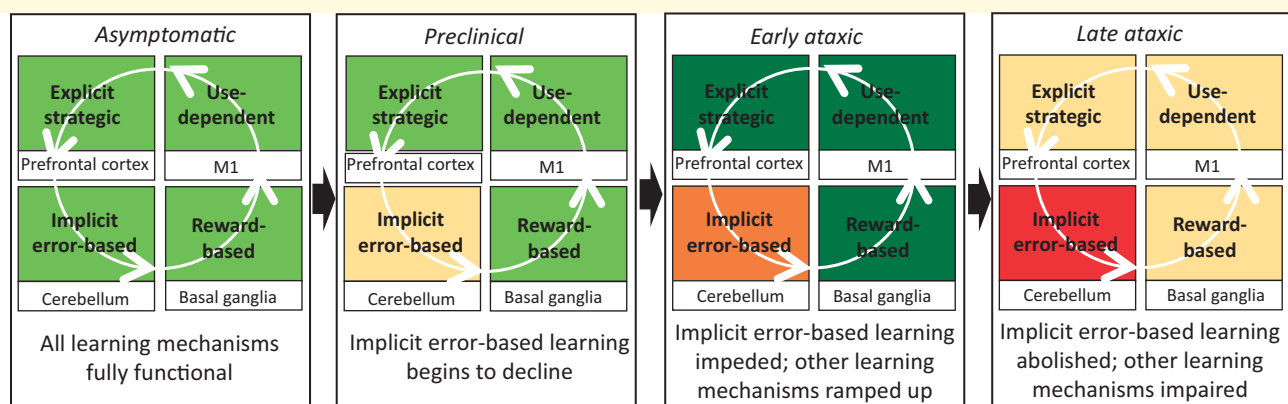 Asymptomatic
Explicit
strategic
Use-
dependent
Prefrontal cortex
M1
Implicit
error-based
Reward-
based
Cerebellum
Basal ganglia
All learning mechanisms
fully functional
Preclinical
Explicit
strategic
Use-
dependent
Prefrontal cortex
M1
Implicit
error-based
Reward-
based
Cerebellum
Basal ganglia
Implicit error-based learning
begins to decline
Early ataxic
Explicit
strategic
Use-
dependent
Prefrontal cortex
M1
Implicit
error-based
Reward-
based
Cerebellum
Basal ganglia
Implicit error-based learning
impeded; other learning
mechanisms ramped up
Late ataxic
Explicit
strategic
Use-
dependent
Prefrontal cortex
M1
Implicit
error-based
Reward-
based
Cerebellum
Basal ganglia
Implicit error-based learning
abolished; other learning
mechanisms impaired